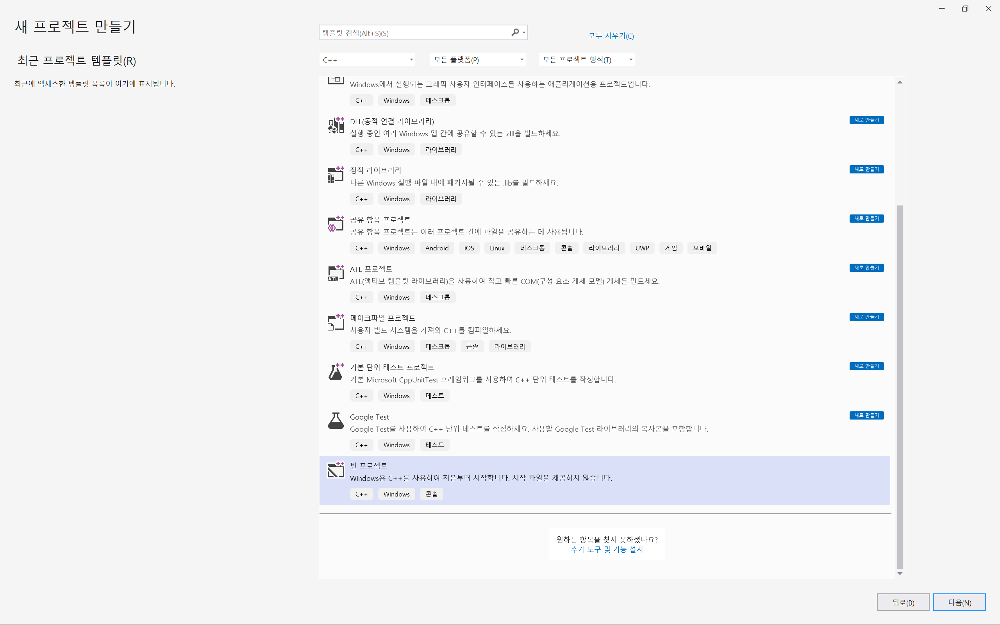 새 프로젝트 만들기
최근 프로젝트 템플릿(R)
최근에 액세스한 템플릿 목록이 여기에 표시됩니다.
템플릿 검색(Alt+S)(S)
모두 지우기(C)
C++ 모든 플랫폼(P) 모든 프로젝트 형식(T)
Windows에서 실행되는 그래픽 사용자 인터페이스를 사용하는 애플리케이션용 프로젝트입니다.
C++ Windows 데스크톱
DLL(동적 연결 라이브러리) 새로 만들기
실행 중인 여러 Windows 앱 간에 공유할 수 있는 .dll을 빌드하세요.
C++ Windows 라이브러리
정적 라이브러리 새로 만들기
다른 Windows 실행 파일 내에 패키지될 수 있는 .lib를 빌드하세요.
C++ Windows 라이브러리
공유 항목 프로젝트 새로 만들기
공유 항목 프로젝트는 여러 프로젝트 간에 파일을 공유하는 데 사용됩니다.
C++ Windows Android iOS Linux 데스크톱 콘솔 라이브러리 UWP 게임 모바일
ATL 프로젝트 새로 만들기
ATL(액티브 템플릿 라이브러리)을 사용하여 작고 빠른 COM(구성 요소 개체 모델) 개체를 만드세요.
ATL
C++ Windows 데스크톱
메이크파일 프로젝트 새로 만들기
사용자 빌드 시스템을 가져와 C++를 컴파일하세요.
C++ Windows 데스크톱 콘솔 라이브러리
기본 단위 테스트 프로젝트 새로 만들기
기본 Microsoft CppUnitTest 프레임워크를 사용하여 C++ 단위 테스트를 작성합니다.
C++ Windows 테스트
Google Test 새로 만들기
Google Test를 사용하여 C++ 단위 테스트를 작성하세요. 사용할 Google Test 라이브러리의 복사본을 포함합니다.
C++ Windows 테스트
빈 프로젝트
Windows용 C++를 사용하여 처음부터 시작합니다. 시작 파일을 제공하지 않습니다.
C++ Windows 콘솔
원하는 항목을 찾지 못하셨나요?
추가 도구 및 기능 설치
뒤로(B) 다음(N)